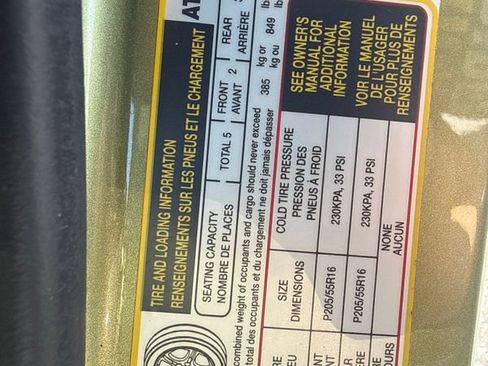 TIRE AND LOADING INFORMATION
RENSEIGNEMENTS SUR LES PNEUS ET LE CHARGEMENT
SEATING CAPACITY
NOMBRE DE PLACES
TOTAL 5
FRONT 2
AVANT
REAR
ARRIÈRE
combined weight of occupants and cargo should never exceed
total des occupants et du chargement ne doit jamais dépasser
385
kg or 849 lb
kg ou
SIZE
DIMENSIONS
COLD TIRE PRESSURE
PRESSION DES
PNEUS À FROID
P205/55R16
230KPA, 33 PSI
P205/55R16
230KPA, 33 PSI
NONE
AUCUN
SEE OWNER'S
MANUAL FOR
ADDITIONAL
INFORMATION
VOIR LE MANUEL
DE L'USAGER
POUR PLUS DE
RENSEIGNEMENTS